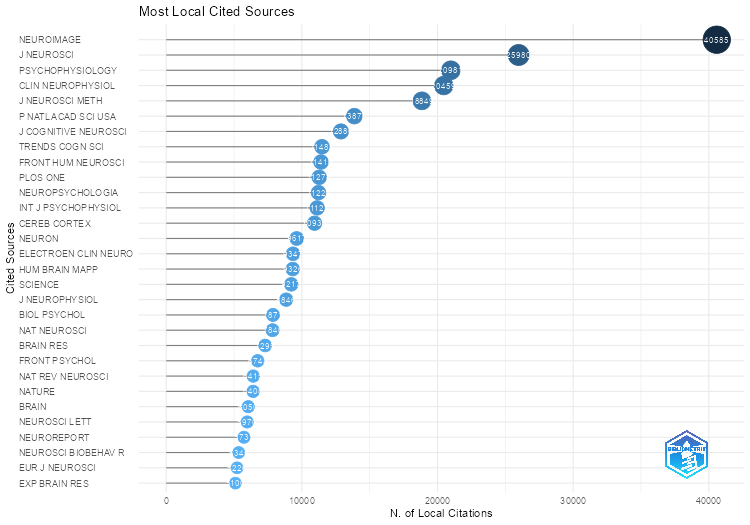 Most Local Cited Sources
Cited Sources
NEUROIMAGE 40585
J NEUROSCI 25980
PSYCHOPHYSIOLOGY
CLIN NEUROPHYSIOL
J NEUROSCI METH
P NATL ACAD SCI USA
J COGNITIVE NEUROSCI
TRENDS COGN SCI
FRONT HUM NEUROSCI
PLOS ONE
NEUROPSYCHOLOGIA
INT J PSYCHOPHYSIOL
CEREB CORTEX
NEURON
ELECTROEN CLIN NEURO
HUM BRAIN MAPP
SCIENCE
J NEUROPHYSIOL
BIOL PSYCHOL
NAT NEUROSCI
BRAIN RES
FRONT PSYCHOL
NAT REV NEUROSCI
NATURE
BRAIN
NEUROSCI LETT
NEUROREPORT
NEUROSCI BIOBEHAV R
EUR J NEUROSCI
EXP BRAIN RES
BIBLIOMETRIX
0 10000 20000 30000 40000
N. of Local Citations